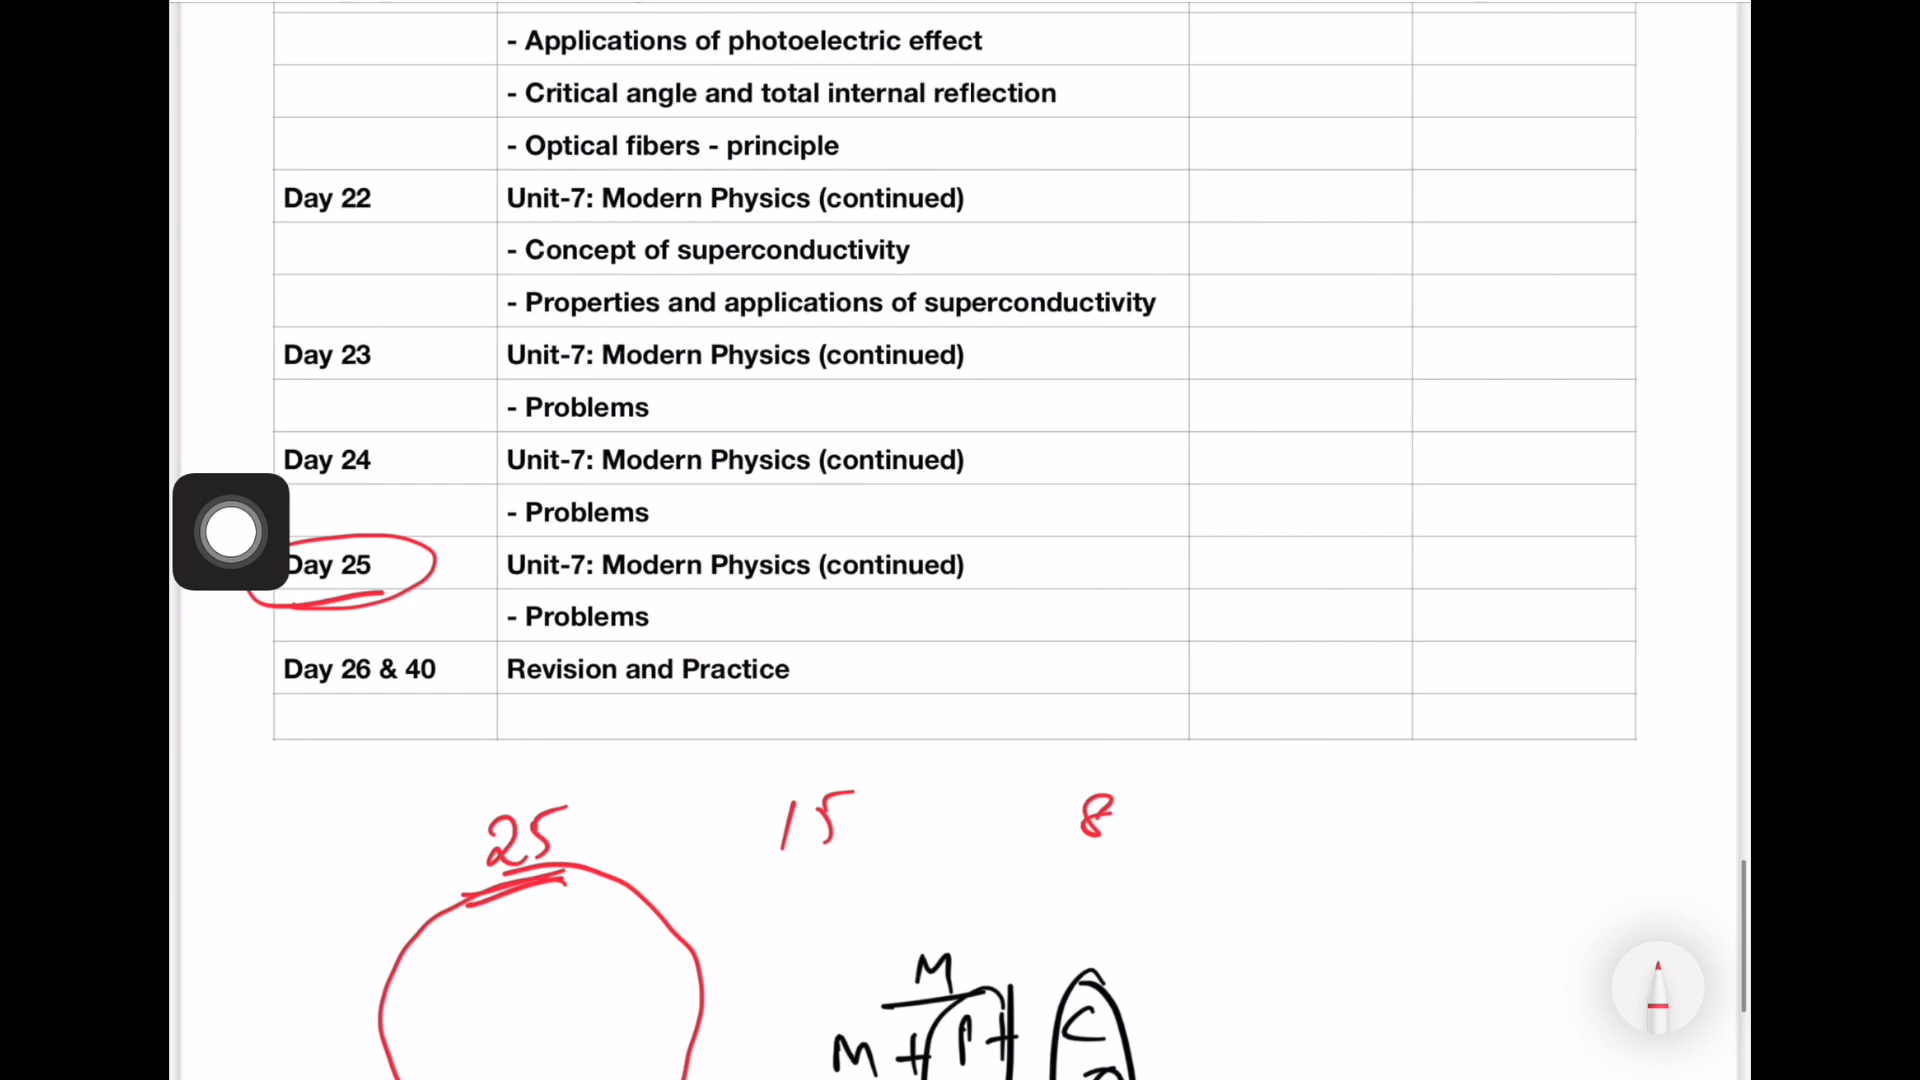 - Applications of photoelectric effect
- Critical angle and total internal reflection
- Optical fibers - principle
Day 22 Unit-7: Modern Physics (continued)
- Concept of superconductivity
- Properties and applications of superconductivity
Day 23 Unit-7: Modern Physics (continued)
- Problems
Day 24 Unit-7: Modern Physics (continued)
- Problems
Day 25 Unit-7: Modern Physics (continued)
- Problems
Day 26 & 40 Revision and Practice
25 15 8
M
M + P + C